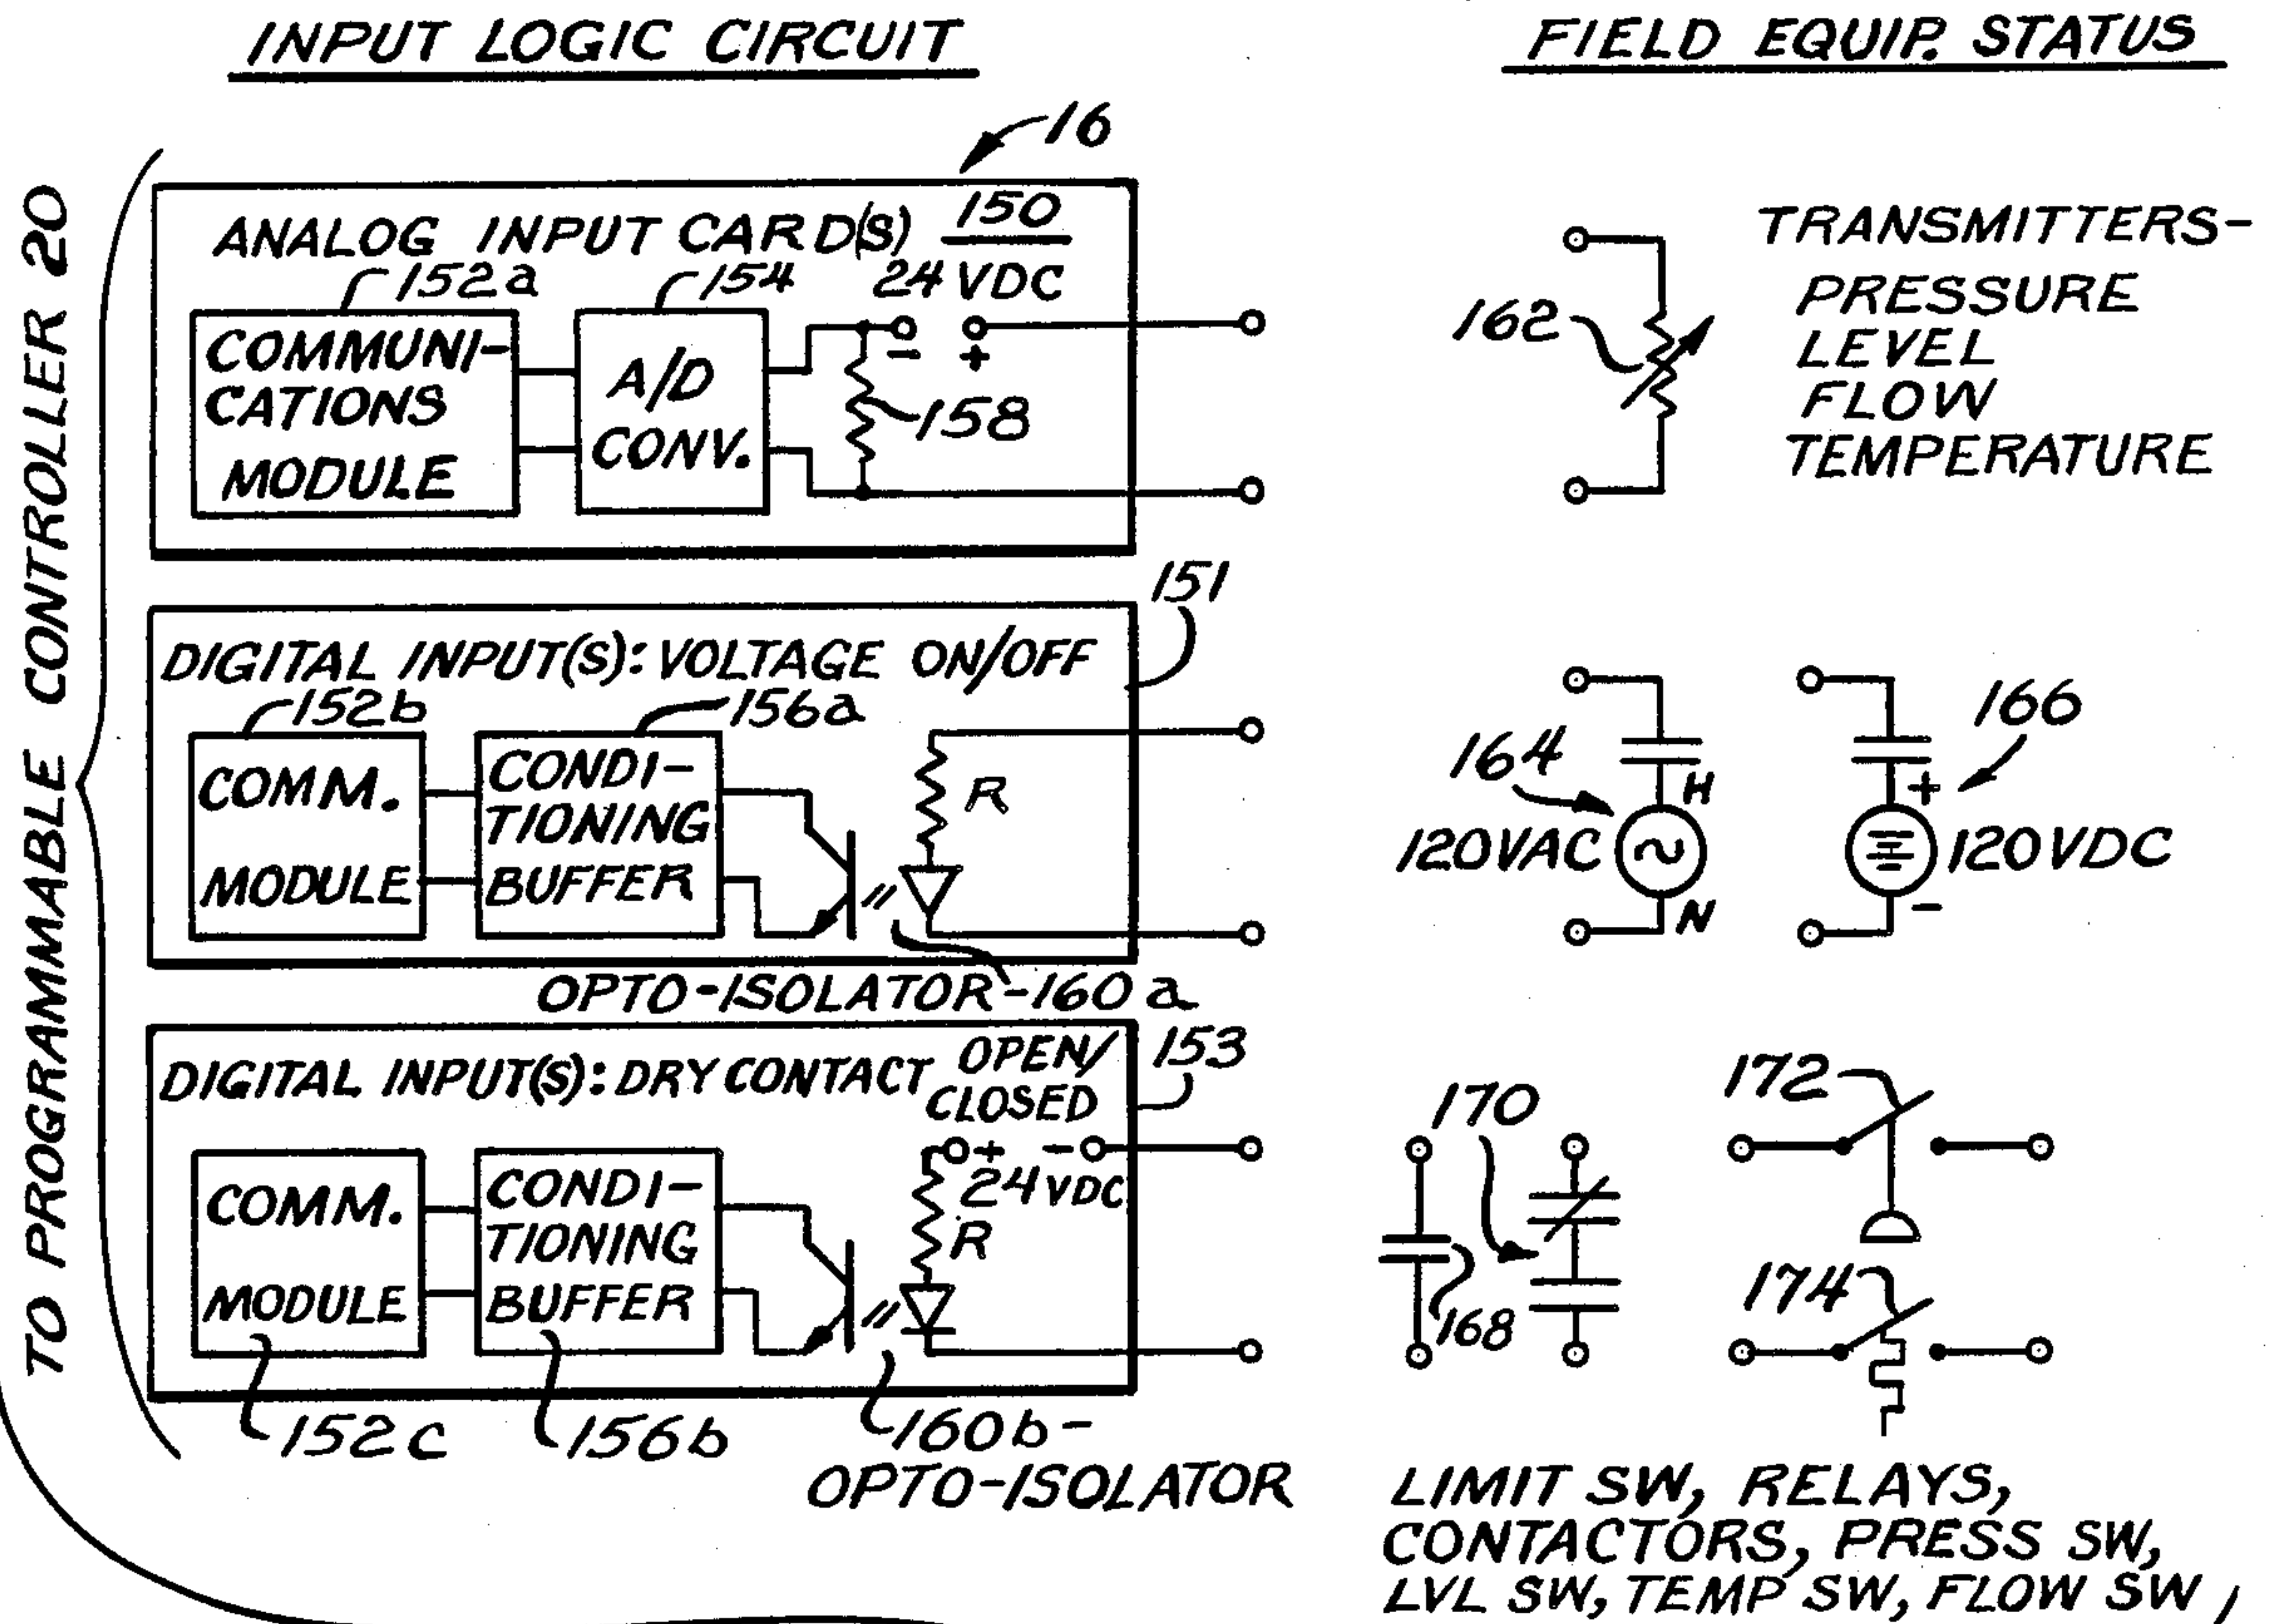 INPUT LOGIC CIRCUIT
FIELD EQUIP. STATUS
TO PROGRAMMABLE CONTROLLER 20
16
ANALOG INPUT CARD(S) 150
152a
154
24 VDC
COMMUNI-
CATIONS
MODULE
A/D
CONV.
- +
158
162
TRANSMITTERS-
PRESSURE
LEVEL
FLOW
TEMPERATURE
151
DIGITAL INPUT(S): VOLTAGE ON/OFF
152b
156a
COMM.
MODULE
CONDI-
TIONING
BUFFER
R
OPTO-ISOLATOR-160a
164
120VAC
H
N
166
+
120VDC
-
153
DIGITAL INPUT(S): DRY CONTACT OPEN/
CLOSED
COMM.
MODULE
CONDI-
TIONING
BUFFER
+ -
24 VDC
R
152c
156b
160b-
OPTO-ISOLATOR
170
168
172
174
LIMIT SW, RELAYS,
CONTACTORS, PRESS SW,
LVL SW, TEMP SW, FLOW SW,